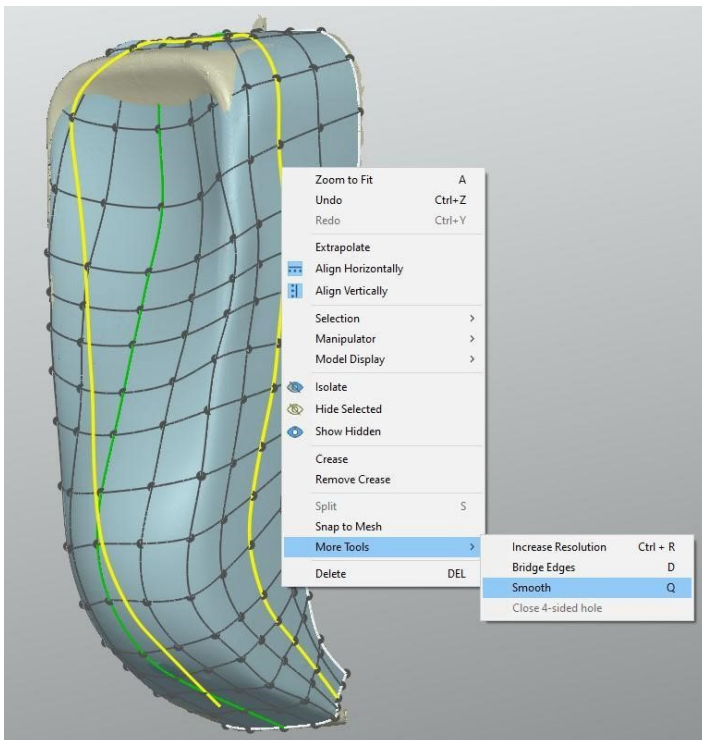 Zoom to Fit A
Undo Ctrl+Z
Redo Ctrl+Y
Extrapolate
Align Horizontally
Align Vertically
Selection
Manipulator
Model Display
Isolate
Hide Selected
Show Hidden
Crease
Remove Crease
Split S
Snap to Mesh
More Tools
Delete DEL
Increase Resolution Ctrl + R
Bridge Edges D
Smooth Q
Close 4-sided hole